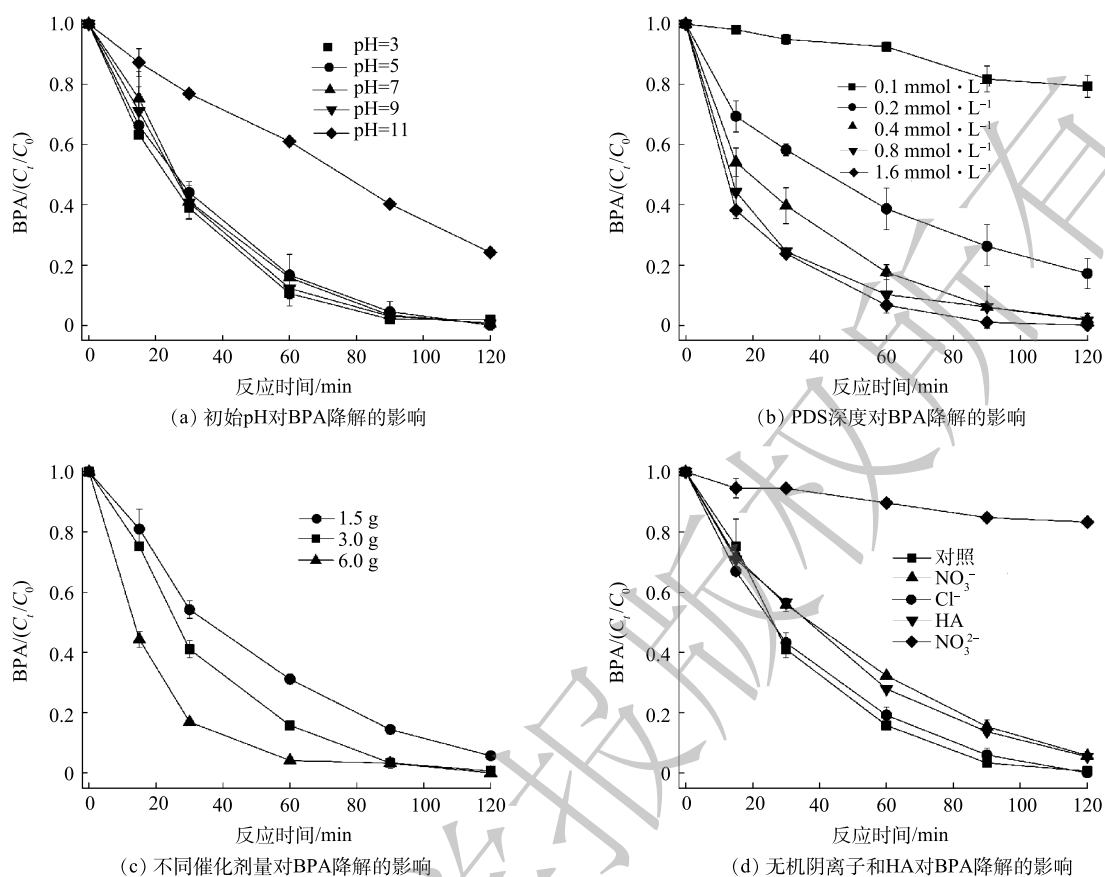 1.0
0.8
0.6
0.4
0.2
0
BPA/(Cₜ/C₀)
pH=3
pH=5
pH=7
pH=9
pH=11
0 20 40 60 80 100 120
反应时间/min
(a) 初始pH对BPA降解的影响
1.0
0.8
0.6
0.4
0.2
0
BPA/(Cₜ/C₀)
0.1 mmol·L⁻¹
0.2 mmol·L⁻¹
0.4 mmol·L⁻¹
0.8 mmol·L⁻¹
1.6 mmol·L⁻¹
0 20 40 60 80 100 120
反应时间/min
(b) PDS深度对BPA降解的影响
1.0
0.8
0.6
0.4
0.2
0
BPA/(Cₜ/C₀)
1.5 g
3.0 g
6.0 g
0 20 40 60 80 100 120
反应时间/min
(c) 不同催化剂量对BPA降解的影响
1.0
0.8
0.6
0.4
0.2
0
BPA/(Cₜ/C₀)
对照
NO₃⁻
Cl⁻
HA
NO₃²⁻
0 20 40 60 80 100 120
反应时间/min
(d) 无机阴离子和HA对BPA降解的影响
报版权所有